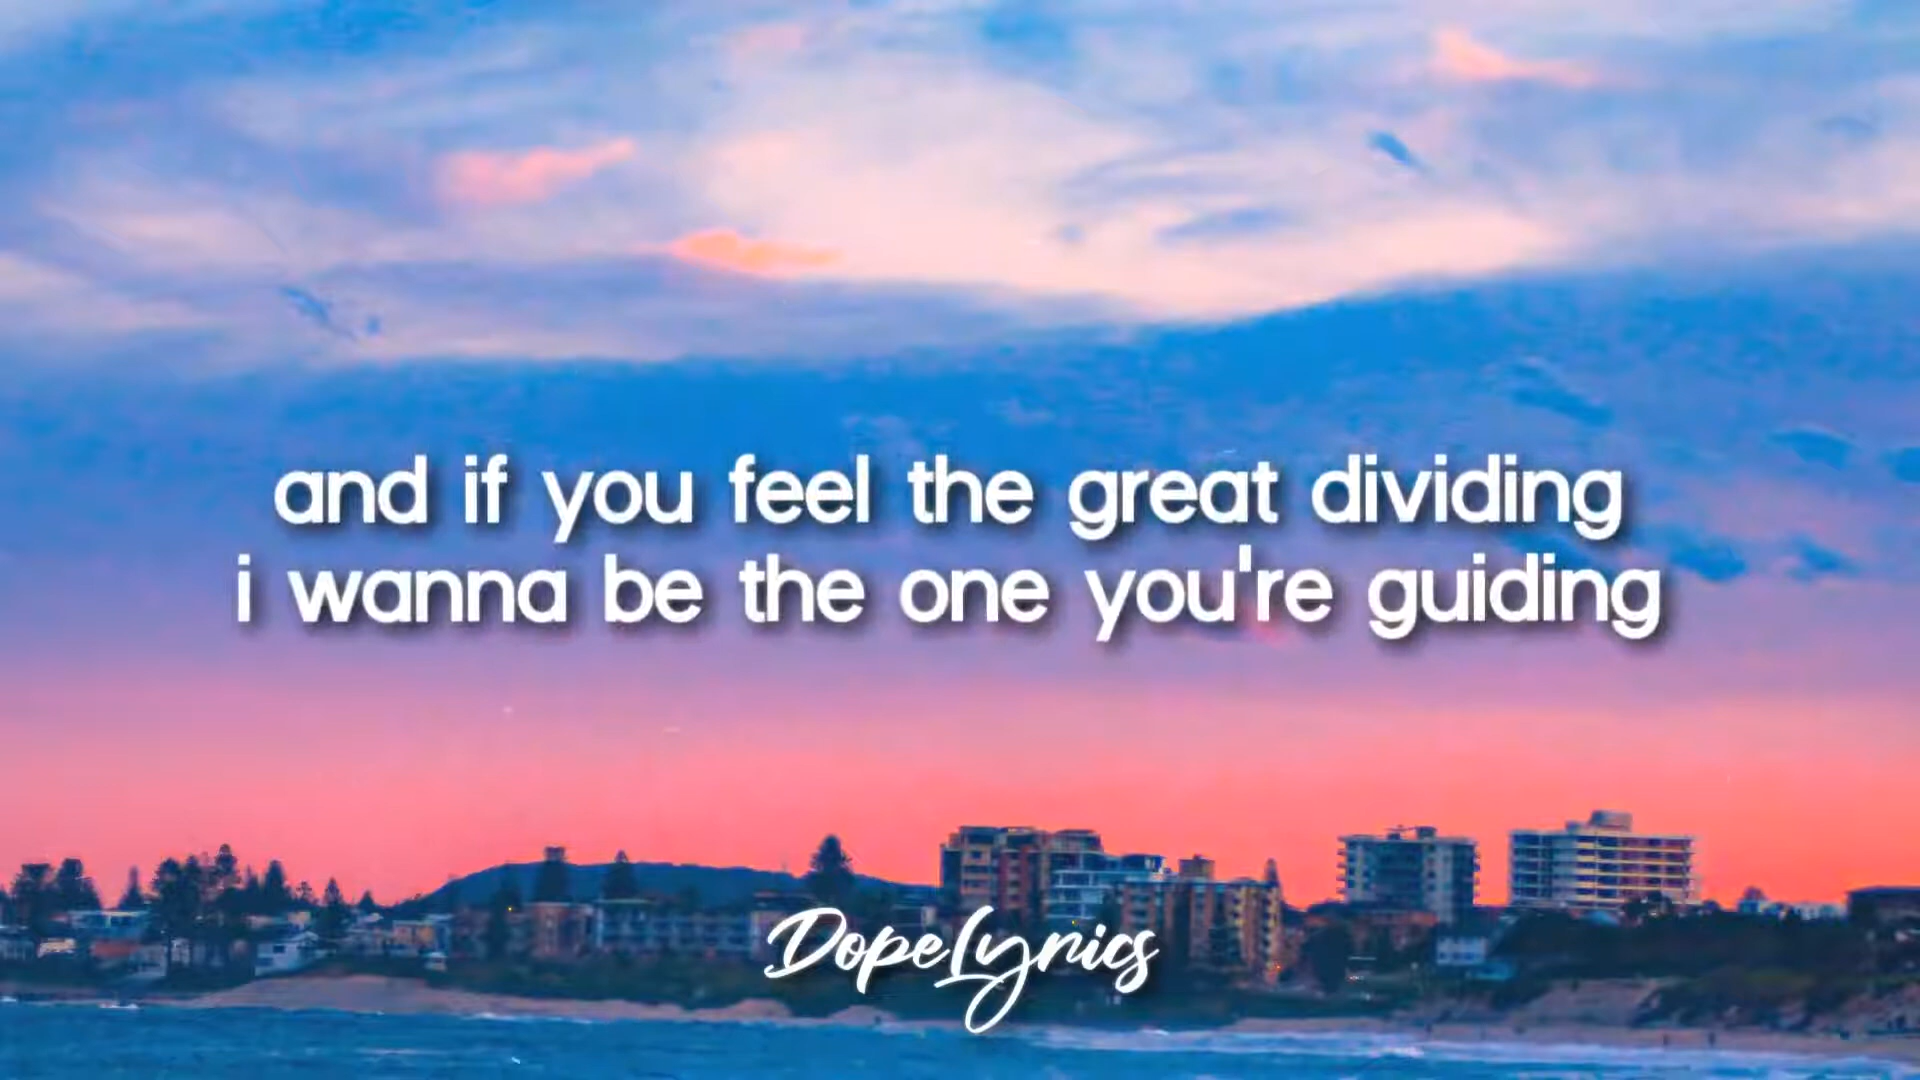 and if you feel the great dividing
i wanna be the one you're guiding
DopeLyrics